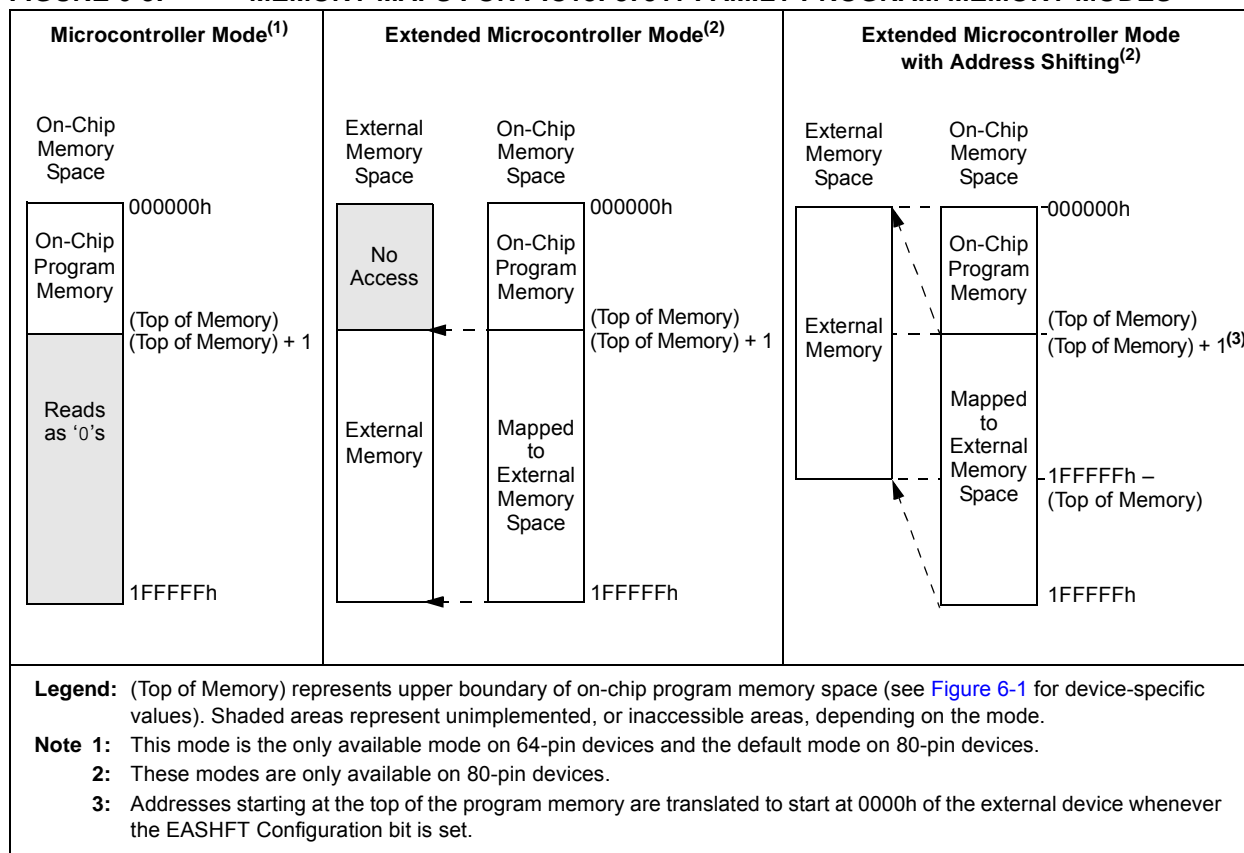 Microcontroller Mode(1)
On-Chip
Memory
Space
000000h
On-Chip
Program
Memory
(Top of Memory)
(Top of Memory) + 1
Reads
as ‘0’s
1FFFFFh
Extended Microcontroller Mode(2)
External
Memory
Space
On-Chip
Memory
Space
000000h
No
Access
On-Chip
Program
Memory
(Top of Memory)
(Top of Memory) + 1
External
Memory
Mapped
to
External
Memory
Space
1FFFFFh
Extended Microcontroller Mode
with Address Shifting(2)
External
Memory
Space
On-Chip
Memory
Space
000000h
On-Chip
Program
Memory
External
Memory
(Top of Memory)
(Top of Memory) + 1(3)
Mapped
to
External
Memory
Space
1FFFFFh –
(Top of Memory)
1FFFFFh
Legend: (Top of Memory) represents upper boundary of on-chip program memory space (see Figure 6-1 for device-specific
values). Shaded areas represent unimplemented, or inaccessible areas, depending on the mode.
Note 1: This mode is the only available mode on 64-pin devices and the default mode on 80-pin devices.
2: These modes are only available on 80-pin devices.
3: Addresses starting at the top of the program memory are translated to start at 0000h of the external device whenever
the EASHFT Configuration bit is set.